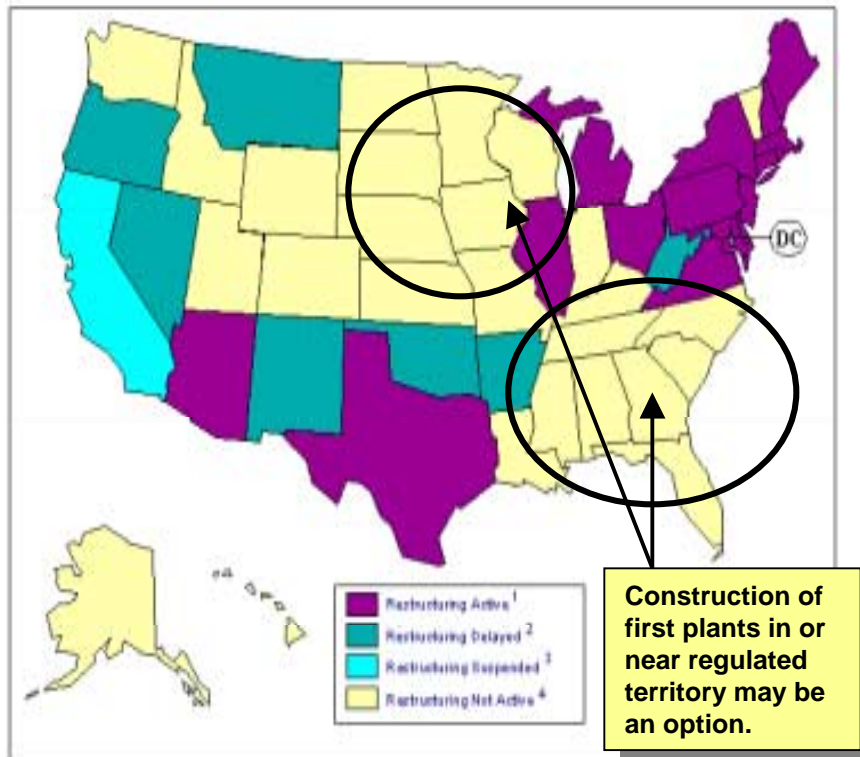 DC
Restructuring Active 1
Restructuring Delayed 2
Restructuring Suspended 3
Restructuring Not Active 4
Construction of
first plants in or
near regulated
territory may be
an option.